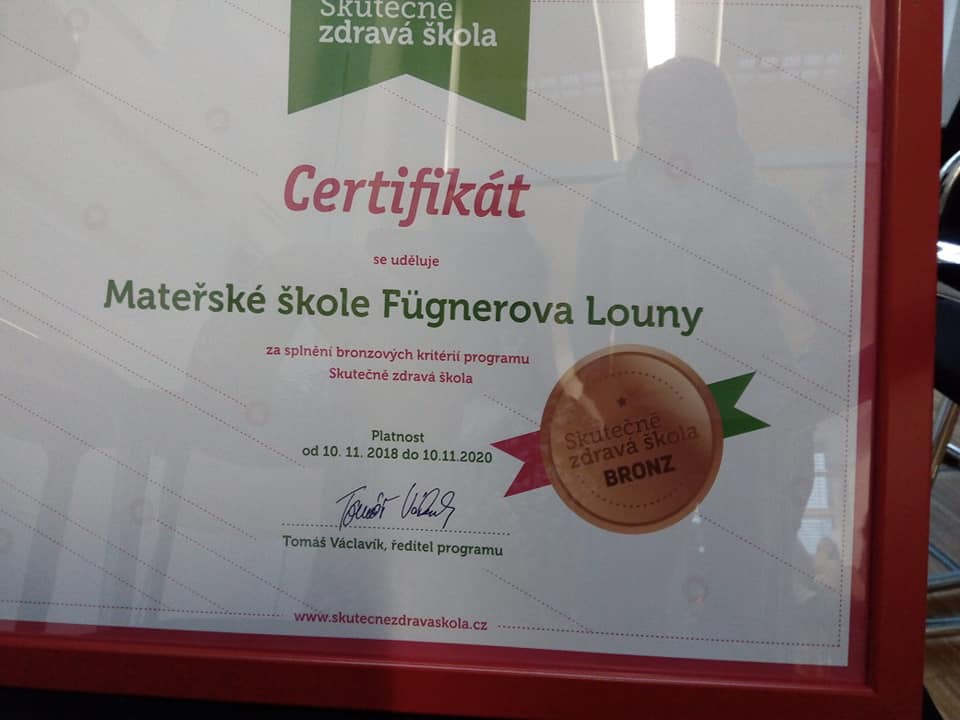 Skutečně
zdravá škola
Certifikát
se uděluje
Mateřské škole Fügnerova Louny
za splnění bronzových kritérií programu
Skutečně zdravá škola
Platnost
od 10. 11. 2018 do 10.11.2020
Skutečně
zdravá škola
BRONZ
Tomáš Václavík, ředitel programu
www.skutecnezdravaskola.cz